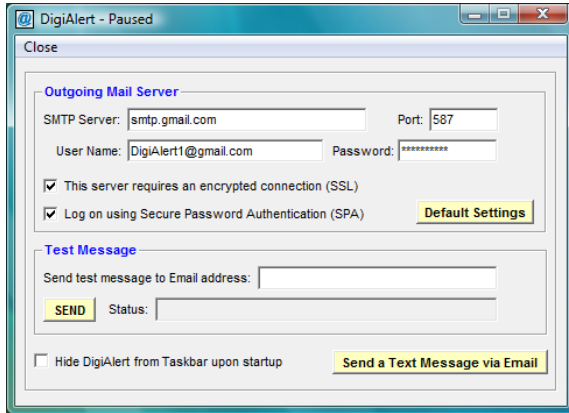 DigiAlert - Paused
Close
Outgoing Mail Server
SMTP Server: smtp.gmail.com Port: 587
User Name: DigiAlert1@gmail.com Password: **********
This server requires an encrypted connection (SSL)
Log on using Secure Password Authentication (SPA) Default Settings
Test Message
Send test message to Email address:
SEND Status:
Hide DigiAlert from Taskbar upon startup Send a Text Message via Email